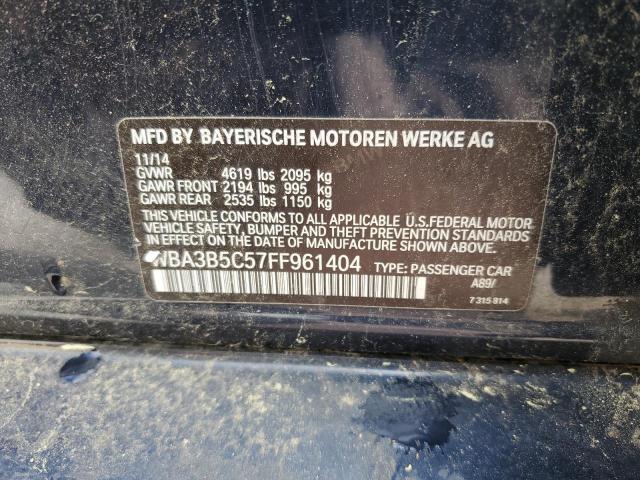 MFD BY BAYERISCHE MOTOREN WERKE AG
11/14
GVWR 4619 lbs 2095 kg
GAWR FRONT 2194 lbs 995 kg
GAWR REAR 2535 lbs 1150 kg
THIS VEHICLE CONFORMS TO ALL APPLICABLE U.S.FEDERAL MOTOR
VEHICLE SAFETY, BUMPER AND THEFT PREVENTION STANDARDS
IN EFFECT ON THE DATE OF MANUFACTURE SHOWN ABOVE.
WBA3B5C57FF961404 TYPE: PASSENGER CAR
A89/
7 315 814